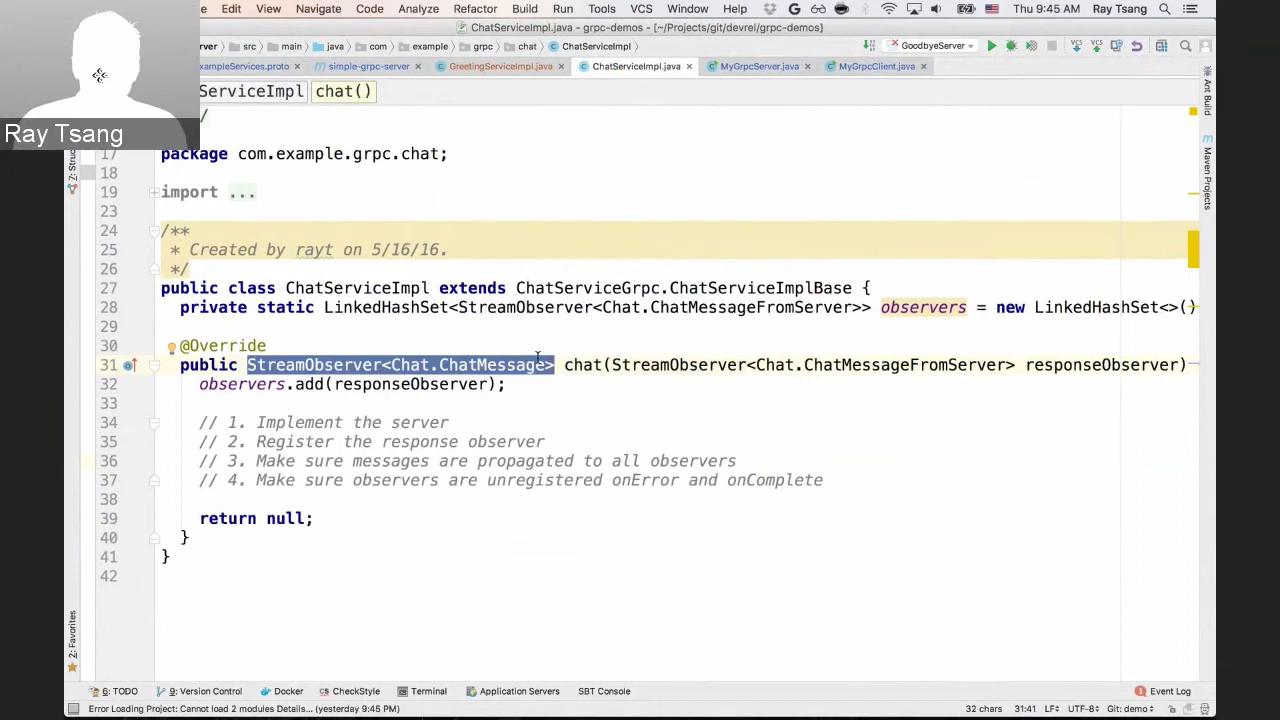 Edit View Navigate Code Analyze Refactor Build Run Tools VCS Window Help Thu 9:45 AM Ray Tsang
ChatServiceImpl.java - grpc-demos - [~/Projects/git/devrel/grpc-demos]
rver src main java com example grpc chat ChatServiceImpl GoodbyeServer
xampleServices.proto simple-grpc-server GreetingServiceImpl.java ChatServiceImpl.java MyGrpcServer.java MyGrpcClient.java
ServiceImpl chat()
Ray Tsang
/
17 package com.example.grpc.chat;
18
19 import ...
23
24 /**
25 * Created by rayt on 5/16/16.
26 */
27 public class ChatServiceImpl extends ChatServiceGrpc.ChatServiceImplBase {
28 private static LinkedHashSet<StreamObserver<Chat.ChatMessageFromServer>> observers = new LinkedHashSet<>()
29
30 @Override
31 public StreamObserver<Chat.ChatMessage> chat(StreamObserver<Chat.ChatMessageFromServer> responseObserver)
32 observers.add(responseObserver);
33
34 // 1. Implement the server
35 // 2. Register the response observer
36 // 3. Make sure messages are propagated to all observers
37 // 4. Make sure observers are unregistered onError and onComplete
38
39 return null;
40 }
41 }
42
7: Struc
2: Favorites
Ant Build
Maven Projects
6: TODO 9: Version Control Docker CheckStyle Terminal Application Servers SBT Console Event Log
Error Loading Project: Cannot load 2 modules Details... (yesterday 9:45 PM) 32 chars 31:41 LF÷ UTF-8÷ Git: demo÷